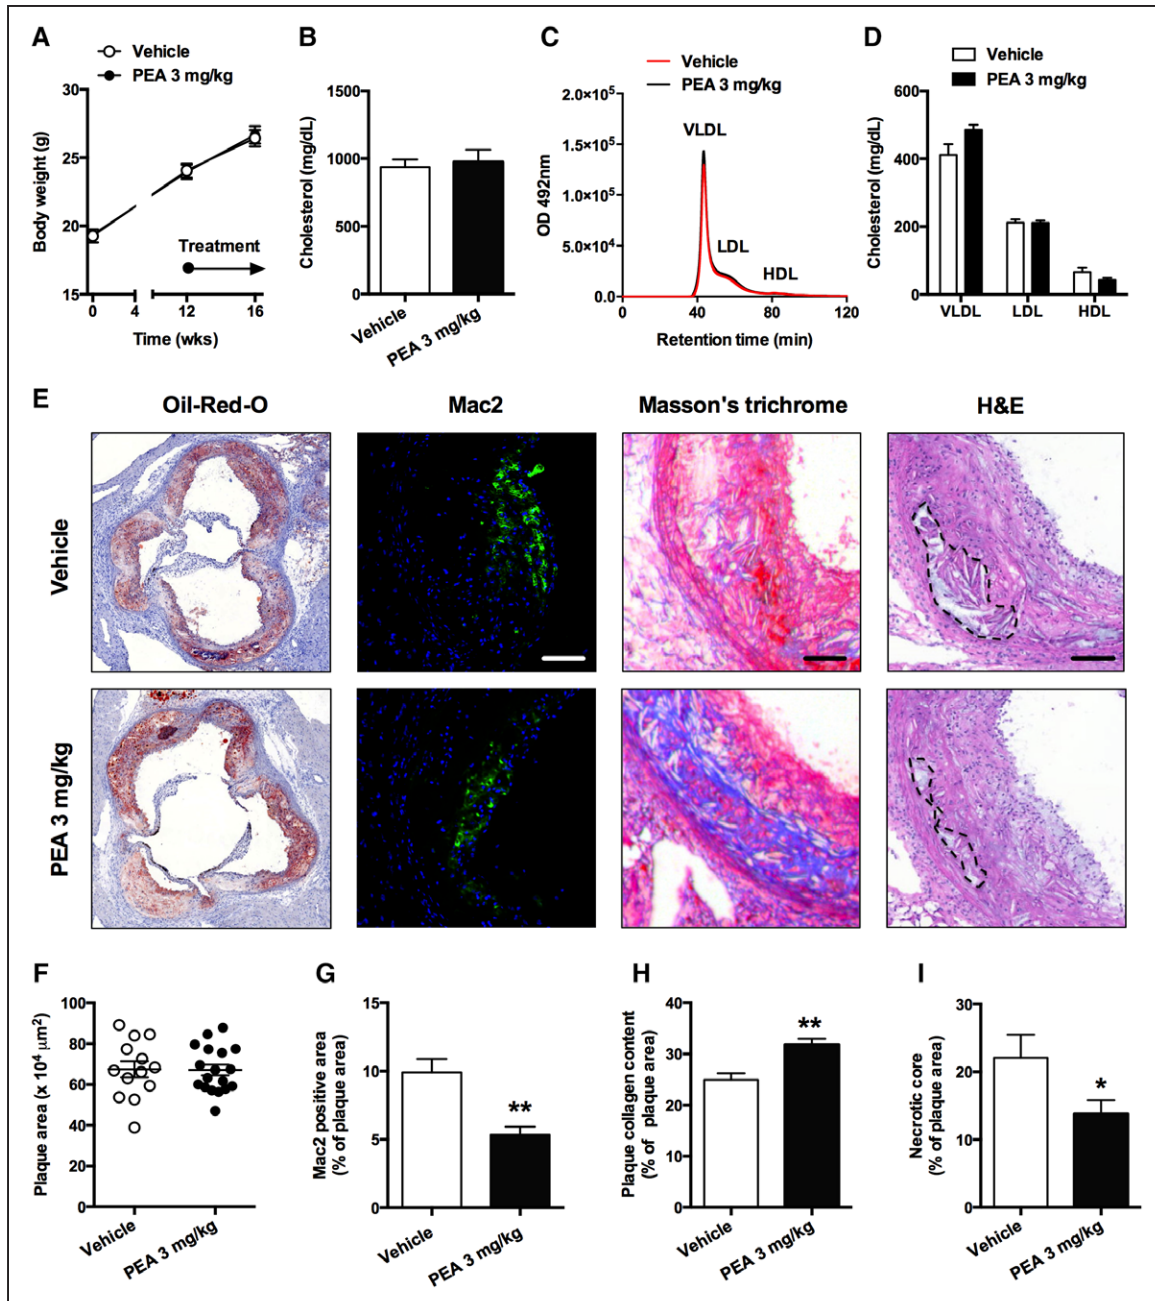 A
Vehicle
PEA 3 mg/kg
Body weight (g)
30
25
20
15
Treatment
0 4 12 16
Time (wks)
B
Cholesterol (mg/dL)
1500
1000
500
0
Vehicle
PEA 3 mg/kg
C
Vehicle
PEA 3 mg/kg
OD 492nm
2.0×10⁵
1.5×10⁵
1.0×10⁵
5.0×10⁴
0.0
VLDL
LDL
HDL
0 40 80 120
Retention time (min)
D
Vehicle
PEA 3 mg/kg
Cholesterol (mg/dL)
600
400
200
0
VLDL LDL HDL
E
Oil-Red-O Mac2 Masson's trichrome H&E
Vehicle
PEA 3 mg/kg
F
Plaque area (x 10⁴ µm²)
100
80
60
40
20
0
Vehicle
PEA 3 mg/kg
G
Mac2 positive area
(% of plaque area)
15
10
5
0
**
Vehicle
PEA 3 mg/kg
H
Plaque collagen content
(% of plaque area)
40
30
20
10
0
**
Vehicle
PEA 3 mg/kg
I
Necrotic core
(% of plaque area)
30
20
10
0
*
Vehicle
PEA 3 mg/kg